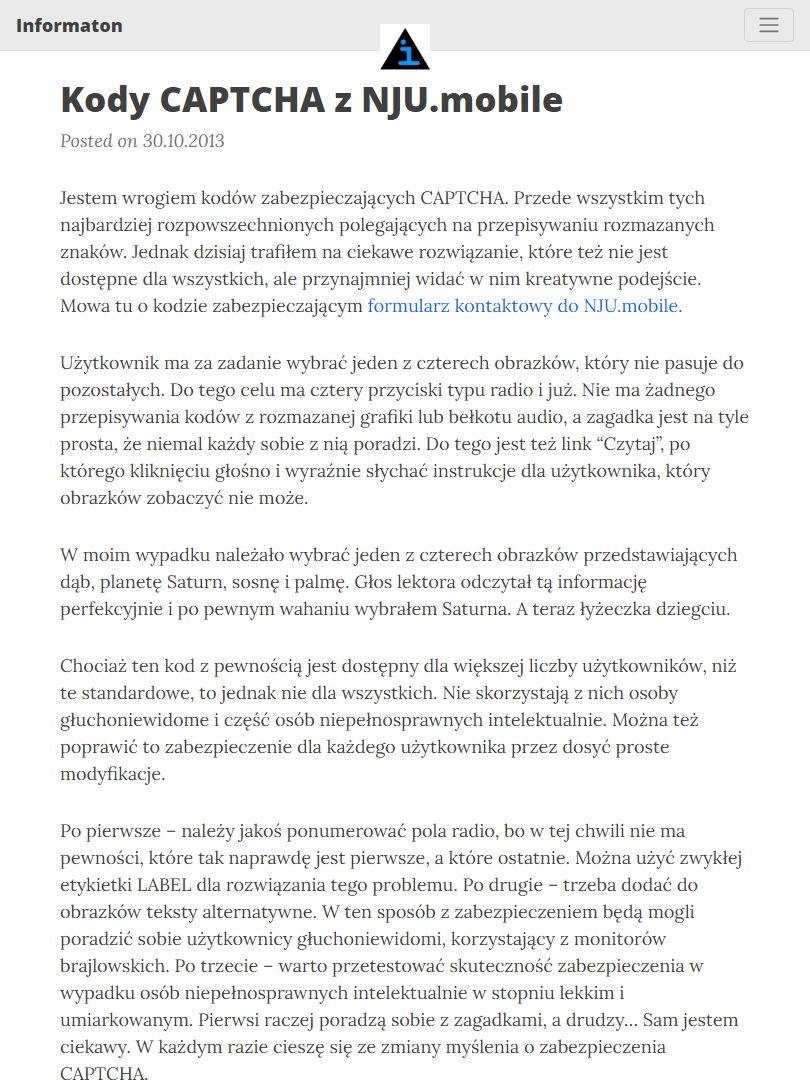 Informaton
i
Kody CAPTCHA z NJU.mobile
Posted on 30.10.2013
Jestem wrogiem kodów zabezpieczających CAPTCHA. Przede wszystkim tych
najbardziej rozpowszechnionych polegających na przepisywaniu rozmazanych
znaków. Jednak dzisiaj trafiłem na ciekawe rozwiązanie, które też nie jest
dostępne dla wszystkich, ale przynajmniej widać w nim kreatywne podejście.
Mowa tu o kodzie zabezpieczającym formularz kontaktowy do NJU.mobile.
Użytkownik ma za zadanie wybrać jeden z czterech obrazków, który nie pasuje do
pozostałych. Do tego celu ma cztery przyciski typu radio i już. Nie ma żadnego
przepisywania kodów z rozmazanej grafiki lub bełkotu audio, a zagadka jest na tyle
prosta, że niemal każdy sobie z nią poradzi. Do tego jest też link “Czytaj”, po
którego kliknięciu głośno i wyraźnie słychać instrukcje dla użytkownika, który
obrazków zobaczyć nie może.
W moim wypadku należało wybrać jeden z czterech obrazków przedstawiających
dąb, planetę Saturn, sosnę i palmę. Głos lektora odczytał tą informację
perfekcyjnie i po pewnym wahaniu wybrałem Saturna. A teraz łyżeczka dziegciu.
Chociaż ten kod z pewnością jest dostępny dla większej liczby użytkowników, niż
te standardowe, to jednak nie dla wszystkich. Nie skorzystają z nich osoby
głuchoniewidome i część osób niepełnosprawnych intelektualnie. Można też
poprawić to zabezpieczenie dla każdego użytkownika przez dosyć proste
modyfikacje.
Po pierwsze – należy jakoś ponumerować pola radio, bo w tej chwili nie ma
pewności, które tak naprawdę jest pierwsze, a które ostatnie. Można użyć zwykłej
etykietki LABEL dla rozwiązania tego problemu. Po drugie – trzeba dodać do
obrazków teksty alternatywne. W ten sposób z zabezpieczeniem będą mogli
poradzić sobie użytkownicy głuchoniewidomi, korzystający z monitorów
brajlowskich. Po trzecie – warto przetestować skuteczność zabezpieczenia w
wypadku osób niepełnosprawnych intelektualnie w stopniu lekkim i
umiarkowanym. Pierwsi raczej poradzą sobie z zagadkami, a drudzy… Sam jestem
ciekawy. W każdym razie cieszę się ze zmiany myślenia o zabezpieczenia
CAPTCHA.